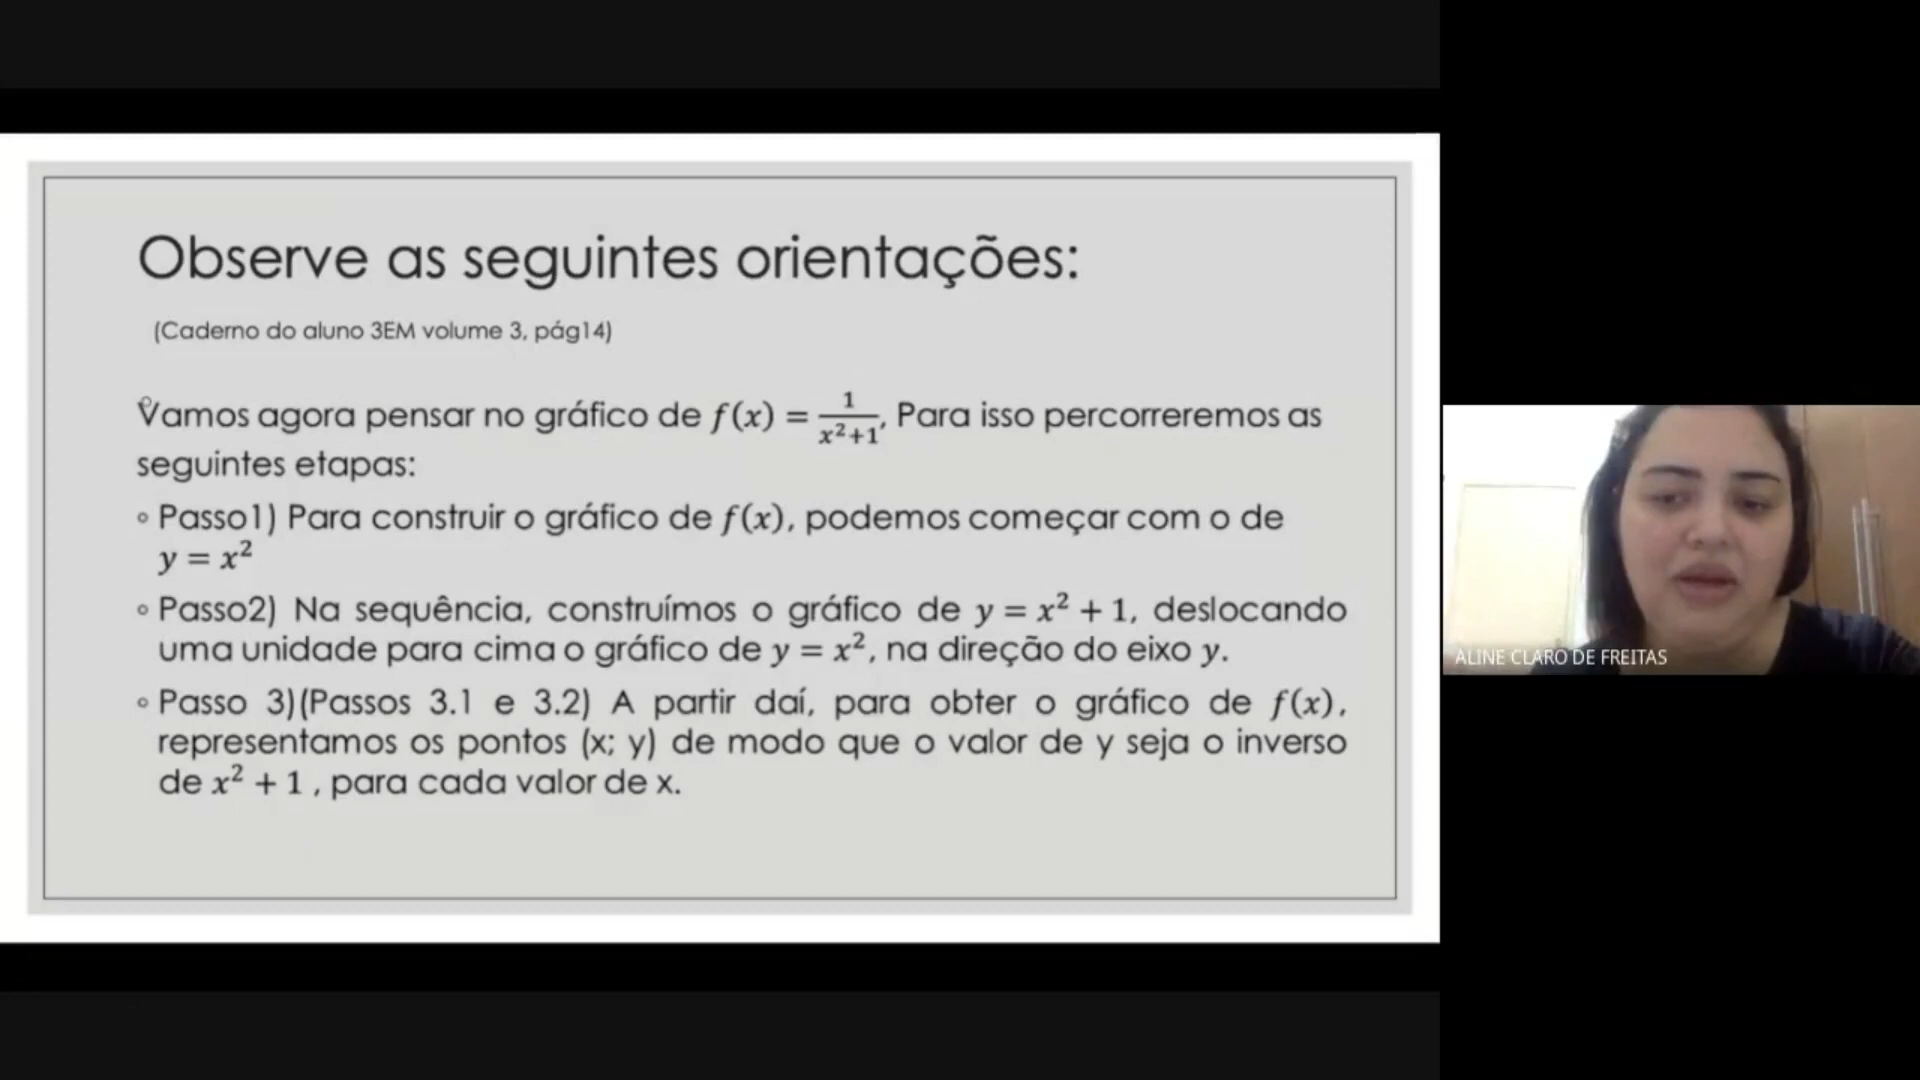 Observe as seguintes orientações:
(Caderno do aluno 3EM volume 3, pág14)
Vamos agora pensar no gráfico de f(x) = 1/(x²+1), Para isso percorreremos as
seguintes etapas:
◦ Passo1) Para construir o gráfico de f(x), podemos começar com o de
y = x²
◦ Passo2) Na sequência, construímos o gráfico de y = x² + 1, deslocando
uma unidade para cima o gráfico de y = x², na direção do eixo y.
◦ Passo 3)(Passos 3.1 e 3.2) A partir daí, para obter o gráfico de f(x),
representamos os pontos (x; y) de modo que o valor de y seja o inverso
de x² + 1 , para cada valor de x.
ALINE CLARO DE FREITAS